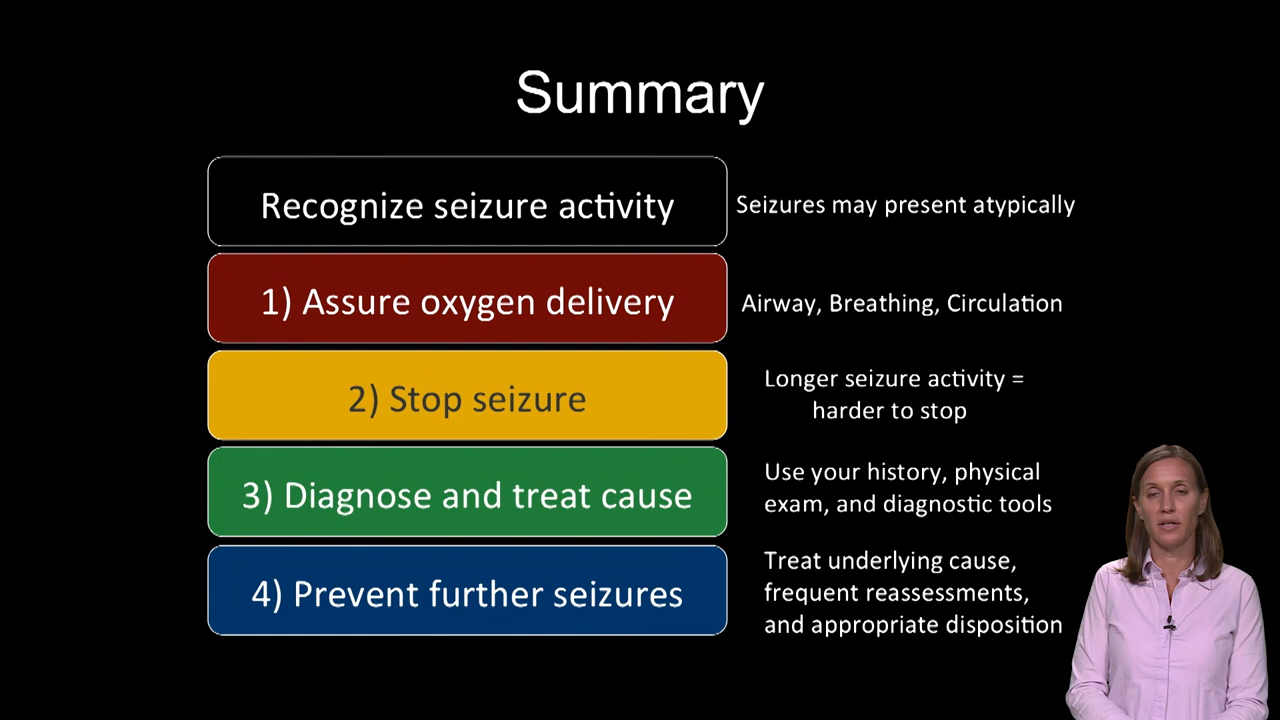 Summary
Recognize seizure activity
Seizures may present atypically
1) Assure oxygen delivery
Airway, Breathing, Circulation
2) Stop seizure
Longer seizure activity =
harder to stop
3) Diagnose and treat cause
Use your history, physical
exam, and diagnostic tools
4) Prevent further seizures
Treat underlying cause,
frequent reassessments,
and appropriate disposition